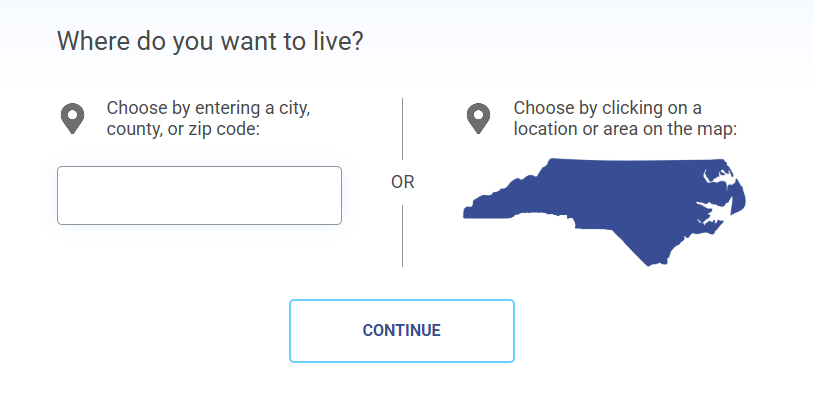 Where do you want to live?
Choose by entering a city,
county, or zip code:
OR
Choose by clicking on a
location or area on the map:
CONTINUE